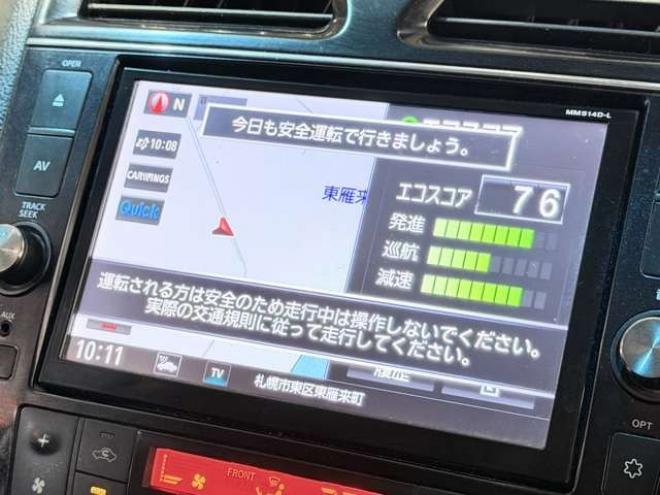 OPEN
AV
TRACK
SEEK
AUX
MM514D-L
N
今日も安全運転で行きましょう。
10:08
CARWINGS
Quick
東雁来
エコスコア 76
発進
巡航
減速
運転される方は安全のため走行中は操作しないでください。
実際の交通規則に従って走行してください。
10:11
TV
札幌市東区東雁来町
OPT
FRONT